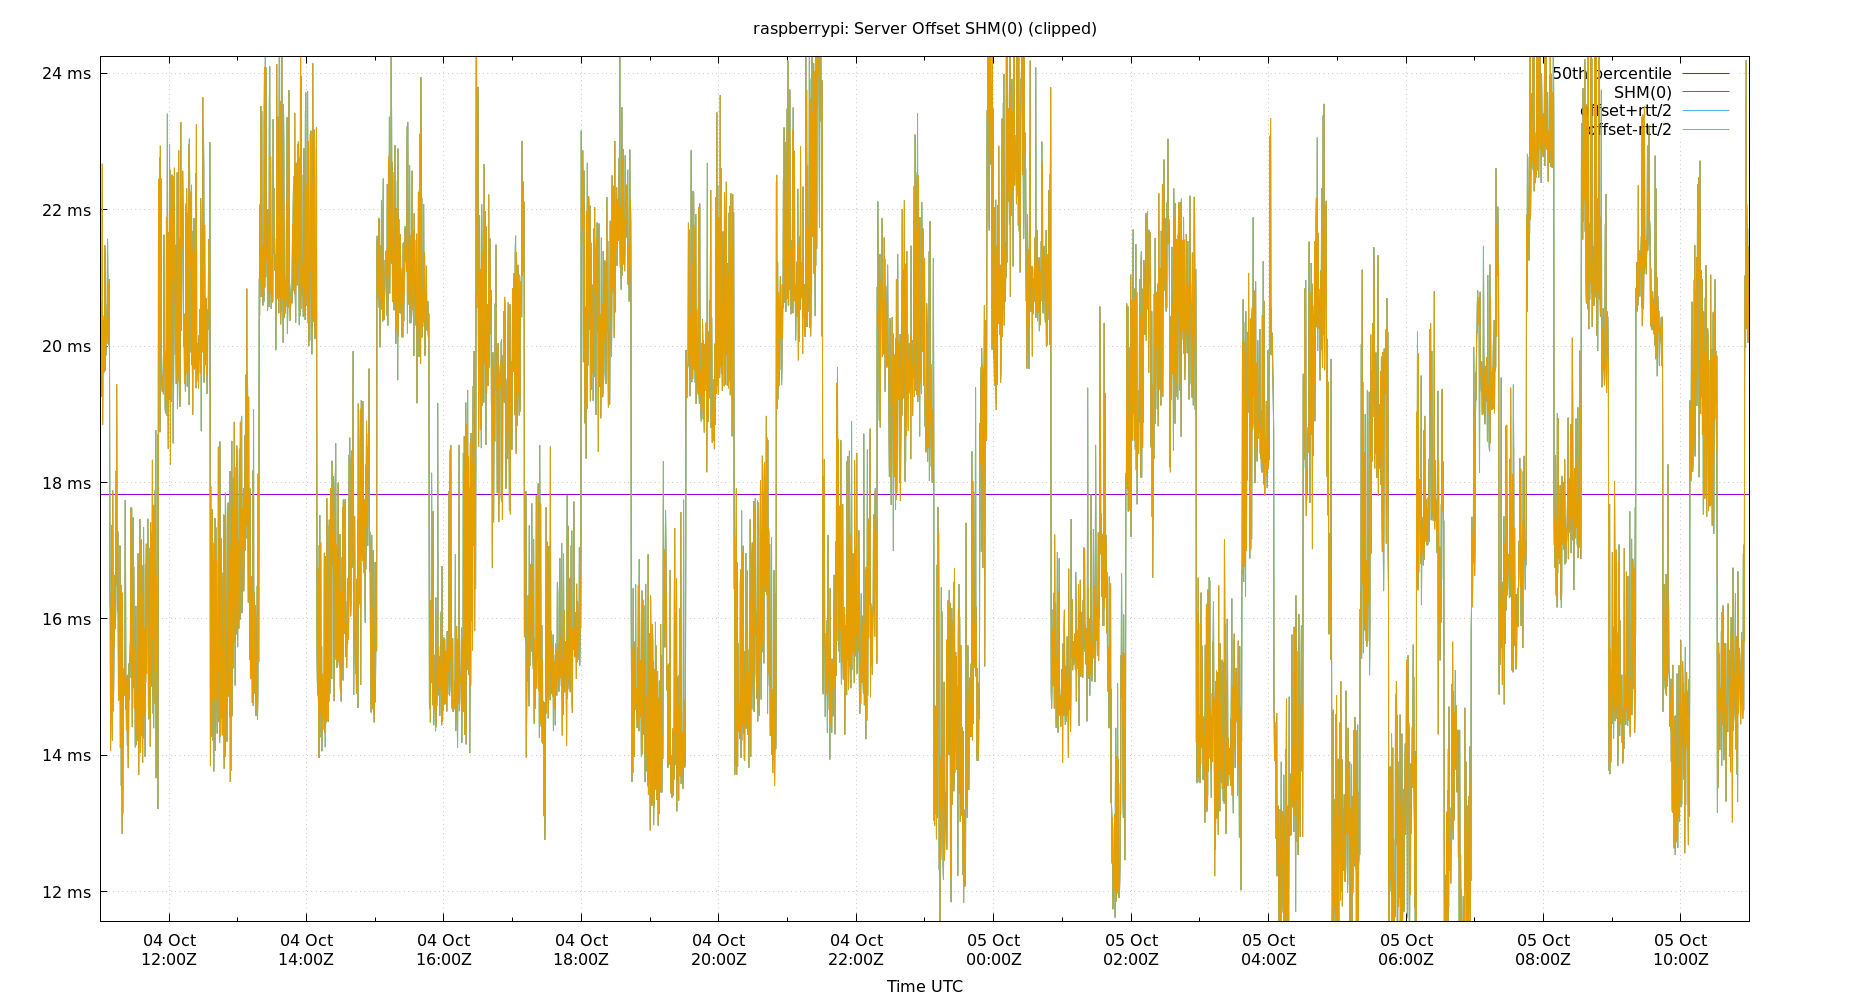 raspberrypi: Server Offset SHM(0) (clipped)
24 ms
22 ms
20 ms
18 ms
16 ms
14 ms
12 ms
50th percentile
SHM(0)
offset+rtt/2
offset-rtt/2
04 Oct 04 Oct 04 Oct 04 Oct 04 Oct 04 Oct 05 Oct 05 Oct 05 Oct 05 Oct 05 Oct 05 Oct
12:00Z 14:00Z 16:00Z 18:00Z 20:00Z 22:00Z 00:00Z 02:00Z 04:00Z 06:00Z 08:00Z 10:00Z
Time UTC